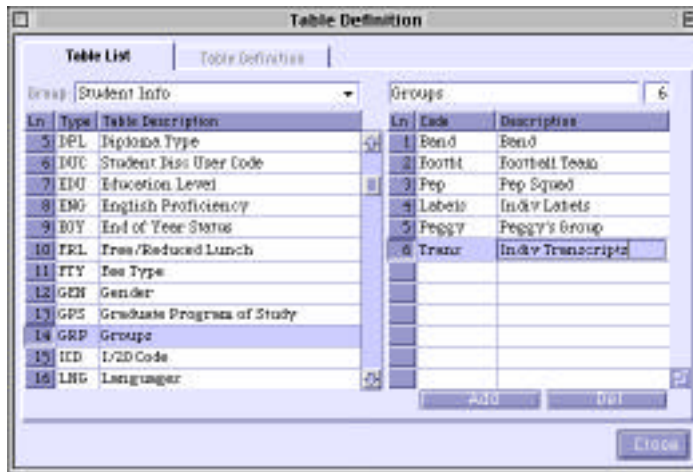 Table Definition
Table List Table Definition
Group: Student Info
Groups 6
Ln Type Table Description
5 DPL Diploma Type
6 DUC Student Disc User Code
7 EDU Education Level
8 ENG English Proficiency
9 EOY End of Year Status
10 FRL Free/Reduced Lunch
11 FTY Fee Type
12 GEN Gender
13 GPS Graduate Program of Study
14 GRP Groups
15 Code
16 LNG Languages
Ln Code Description
1 Band Band
2 Football Team
3 Pep Pep Squad
4 Labels Indiv Labels
5 Peggy Peggy's Group
6 Trans Indiv Transcripts
Add Del
Close